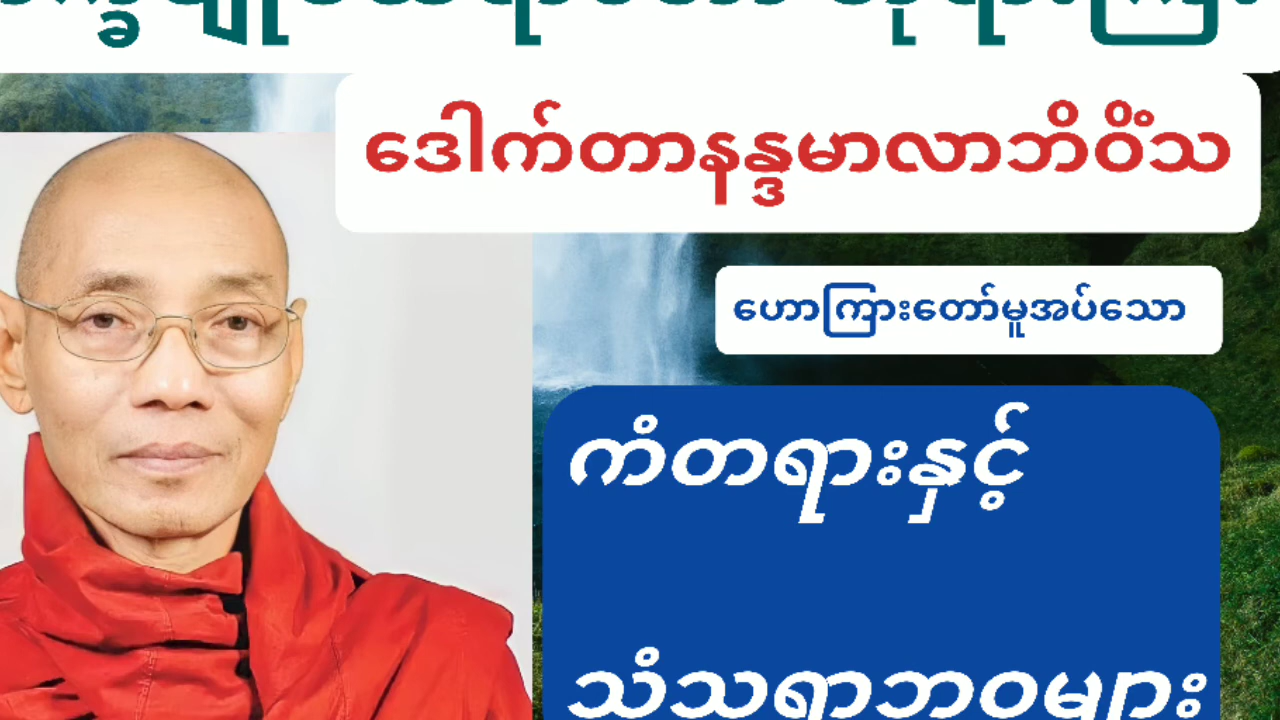 ဒေါက်တာနန္ဒမာလာဘိဝိံသ
ဟောကြားတော်မူအပ်သော
ကံတရားနှင့်
သံသရာဘဝများ